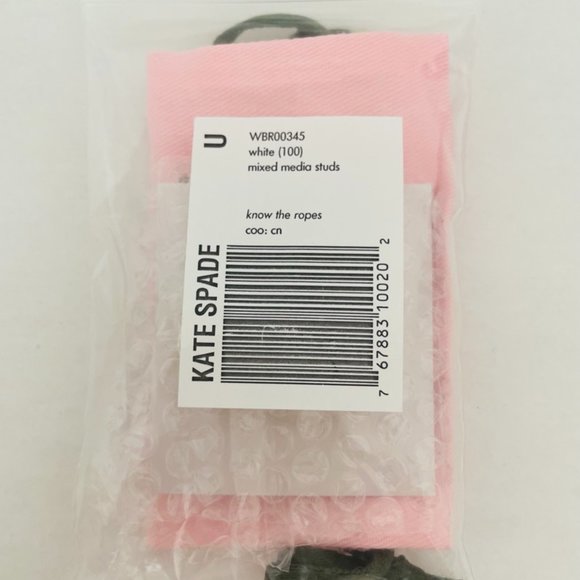 U
WBR00345
white (100)
mixed media studs
know the ropes
coo: cn
KATE SPADE
7 67883 10020 2